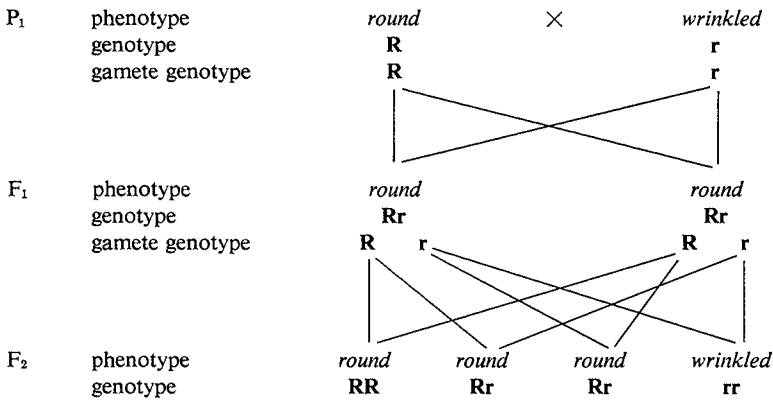 P₁ phenotype round × wrinkled
genotype R r
gamete genotype R r
F₁ phenotype round round
genotype Rr Rr
gamete genotype R r R r
F₂ phenotype round round round wrinkled
genotype RR Rr Rr rr